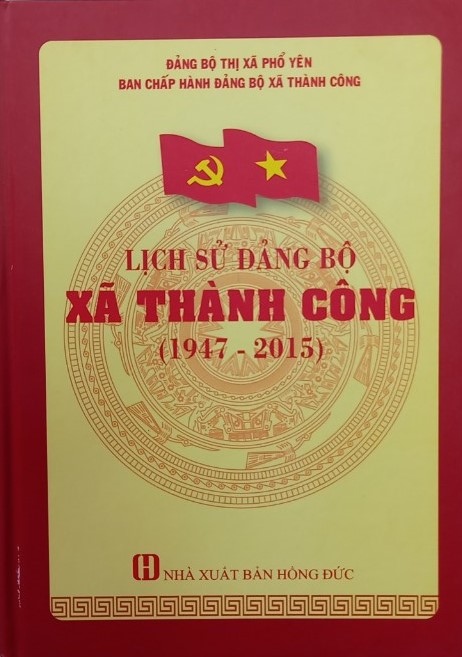 ĐẢNG BỘ THỊ XÃ PHỔ YÊN
BAN CHẤP HÀNH ĐẢNG BỘ XÃ THÀNH CÔNG
LỊCH SỬ ĐẢNG BỘ
XÃ THÀNH CÔNG
(1947 - 2015)
NHÀ XUẤT BẢN HỒNG ĐỨC